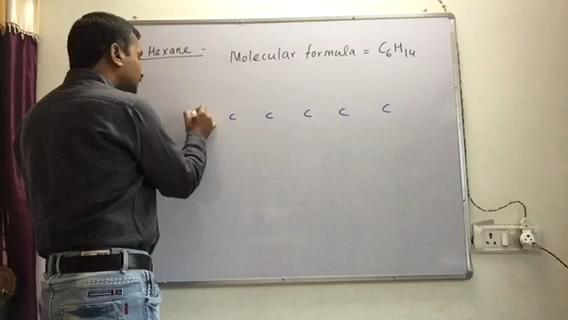 Hexane - Molecular formula = C₆H₁₄
C C C C C